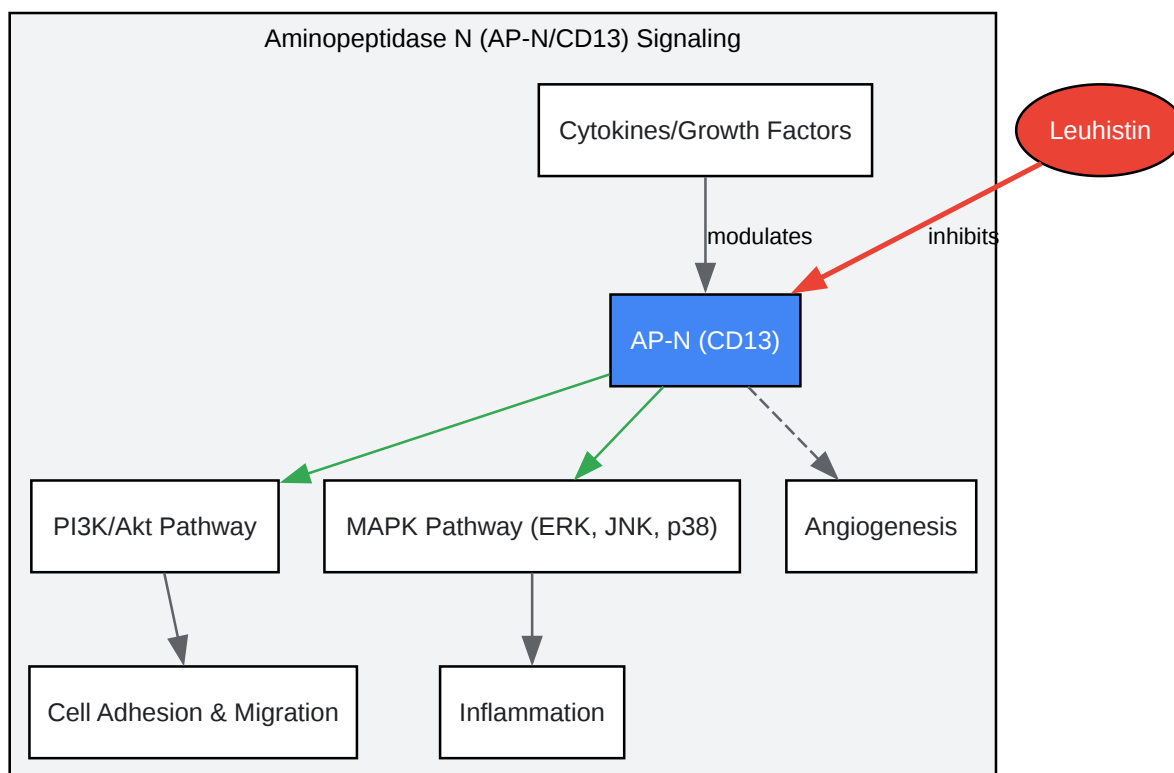 Aminopeptidase N (AP-N/CD13) Signaling
Cytokines/Growth Factors
Leuhistin
modulates
inhibits
AP-N (CD13)
PI3K/Akt Pathway
MAPK Pathway (ERK, JNK, p38)
Angiogenesis
Cell Adhesion & Migration
Inflammation